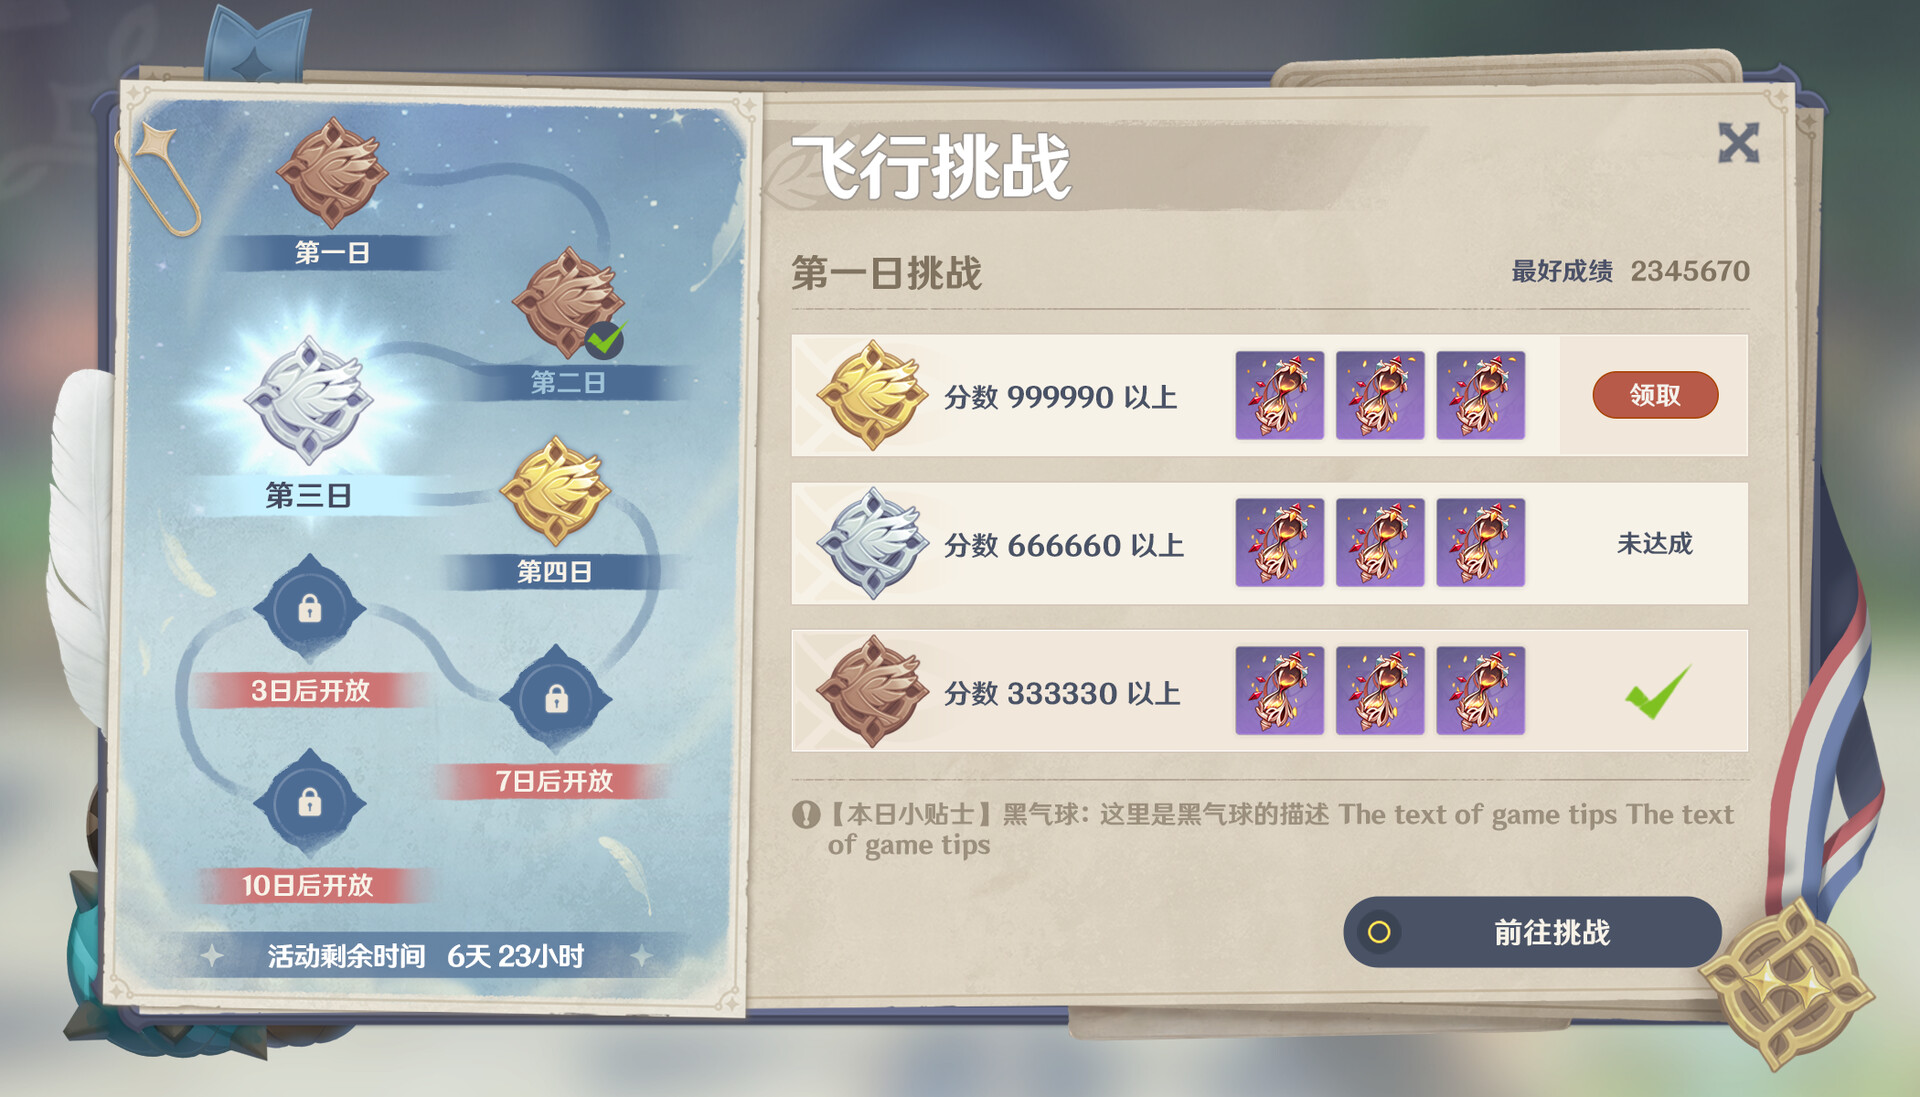 第一日
第二日
第三日
第四日
3日后开放
7日后开放
10日后开放
活动剩余时间 6天 23小时
飞行挑战
第一日挑战
最好成绩 2345670
分数 999990 以上
领取
分数 666660 以上
未达成
分数 333330 以上
【本日小贴士】黑气球：这里是黑气球的描述 The text of game tips The text
of game tips
前往挑战